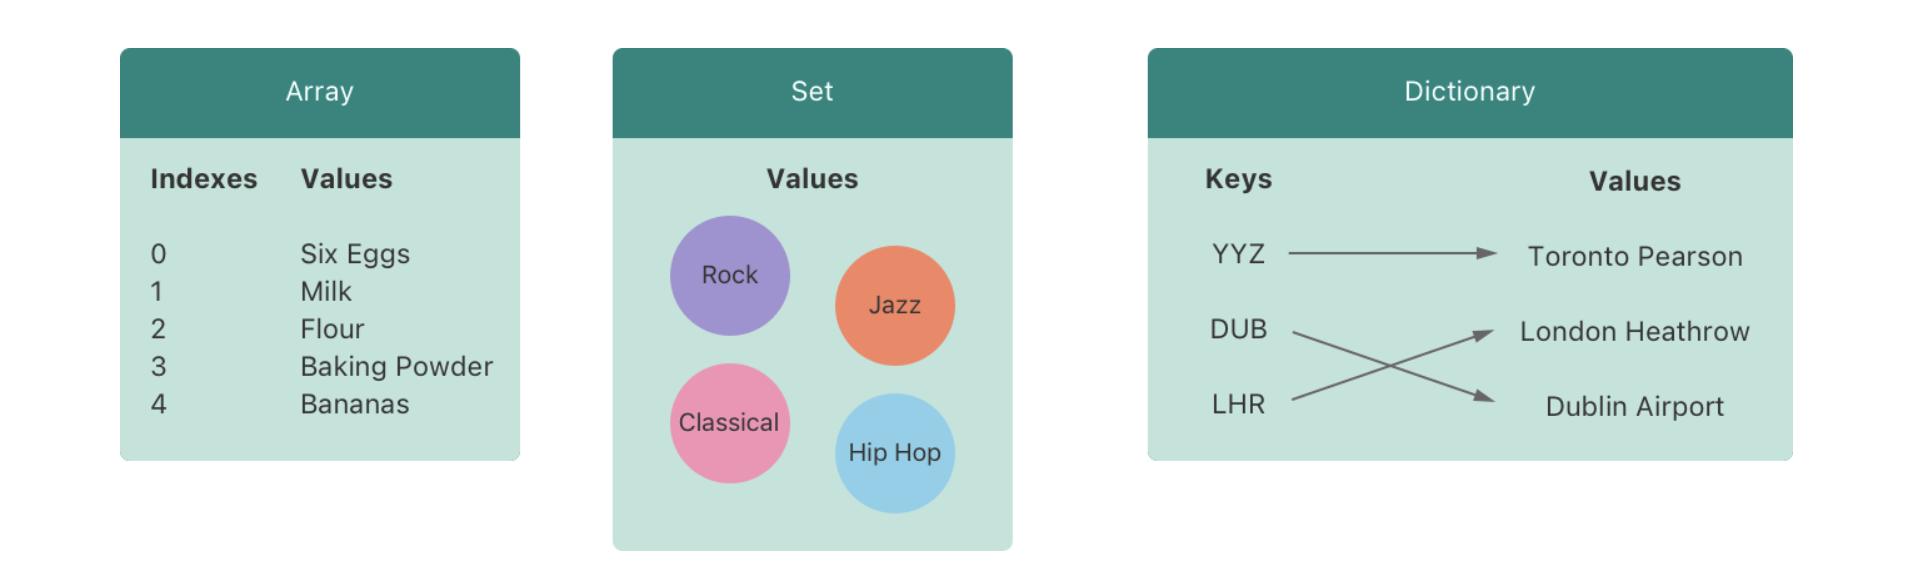 Array
Indexes Values
0 Six Eggs
1 Milk
2 Flour
3 Baking Powder
4 Bananas
Set
Values
Rock
Jazz
Classical
Hip Hop
Dictionary
Keys Values
YYZ Toronto Pearson
DUB London Heathrow
LHR Dublin Airport